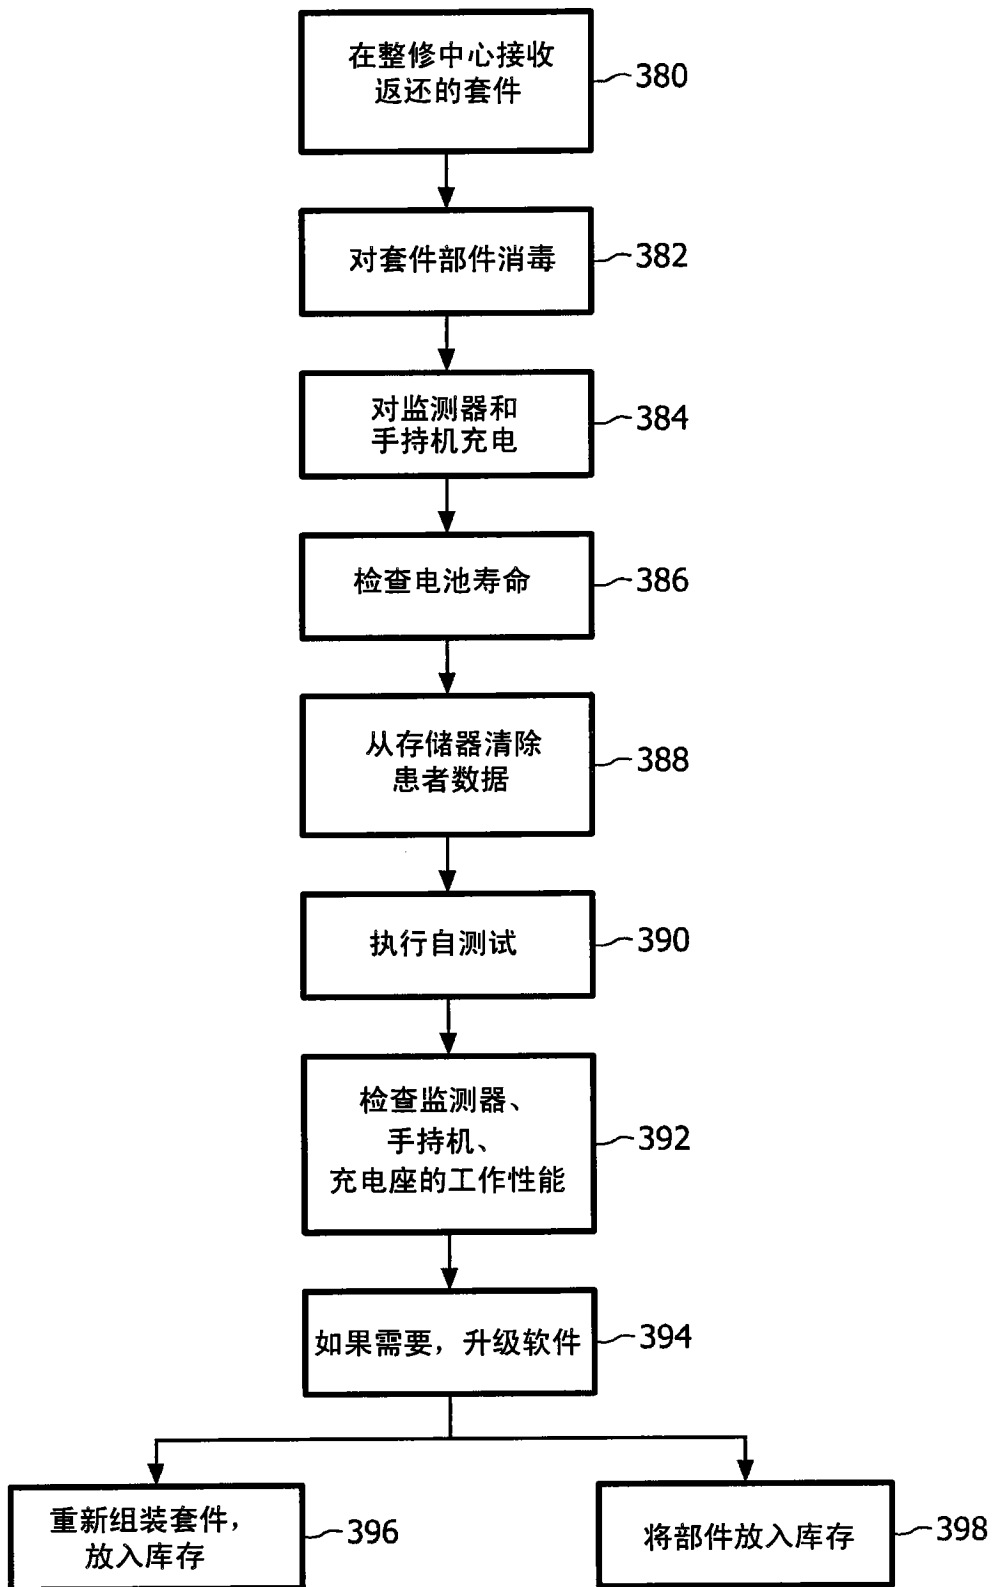 在整修中心接收
返还的套件
380
对套件部件消毒
382
对监测器和
手持机充电
384
检查电池寿命
386
从存储器清除
患者数据
388
执行自测试
390
检查监测器、
手持机、
充电座的工作性能
392
如果需要，升级软件
394
重新组装套件，
放入库存
396
将部件放入库存
398